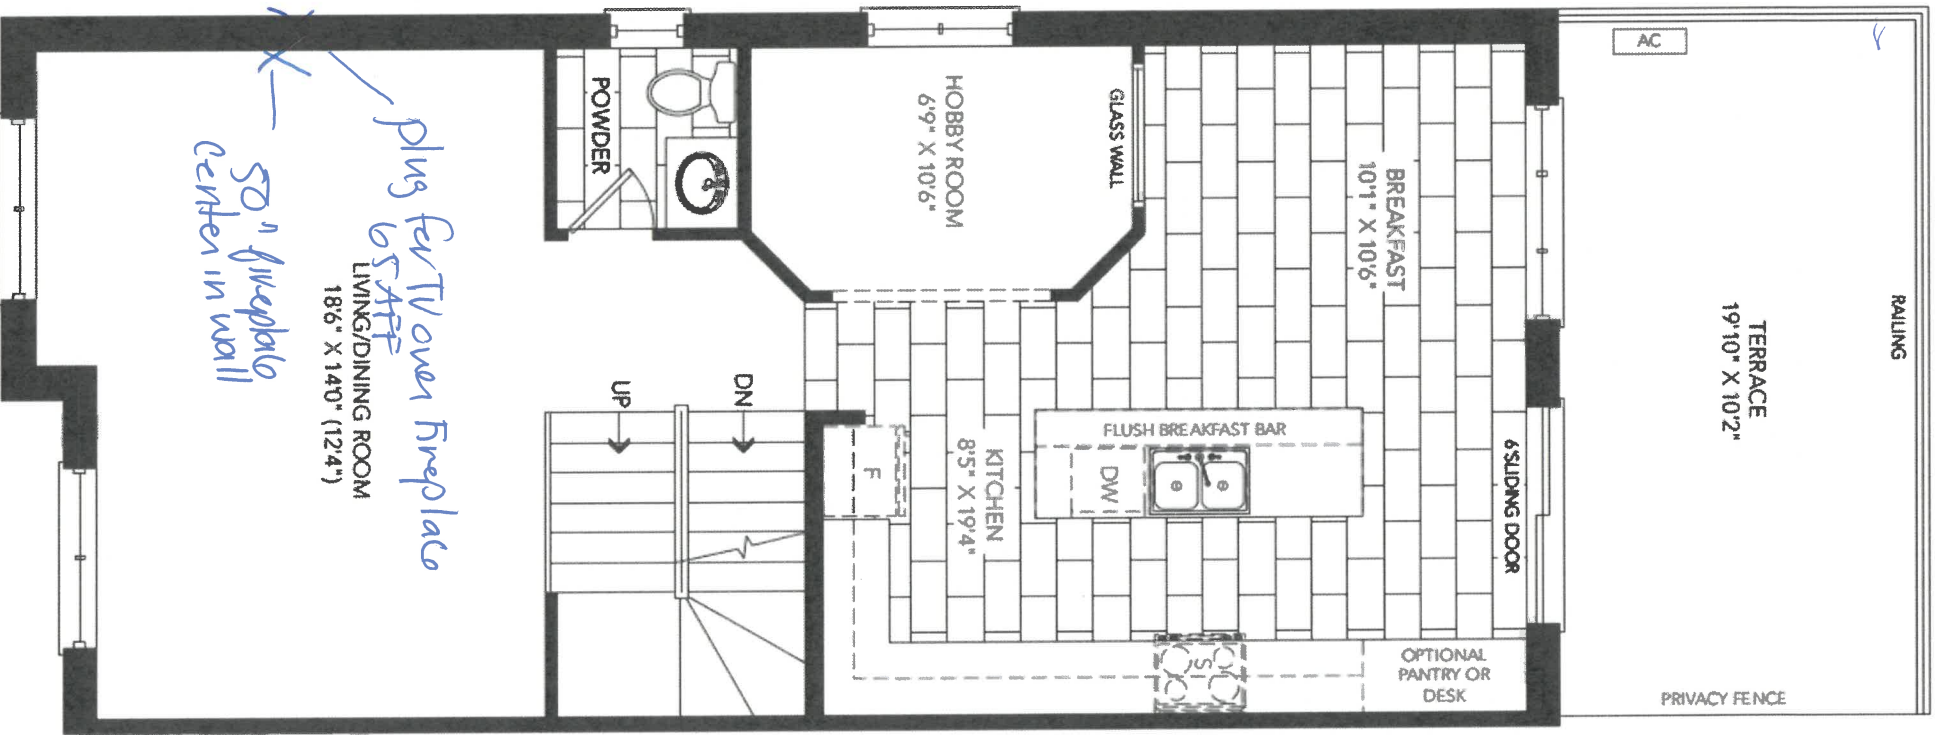 plug for TV over Fireplace
65 AFF
50" fireplace
Center in wall
LIVING/DINING ROOM
18'6" X 14'0" (12'4")
POWDER
UP
DN
HOBBY ROOM
6'9" X 10'6"
GLASS WALL
BREAKFAST
10'1" X 10'6"
KITCHEN
8'5" X 19'4"
F
FLUSH BREAKFAST BAR
DW
S
6'SLIDING DOOR
OPTIONAL
PANTRY OR
DESK
AC
TERRACE
19'10" X 10'2"
RAILING
PRIVACY FENCE